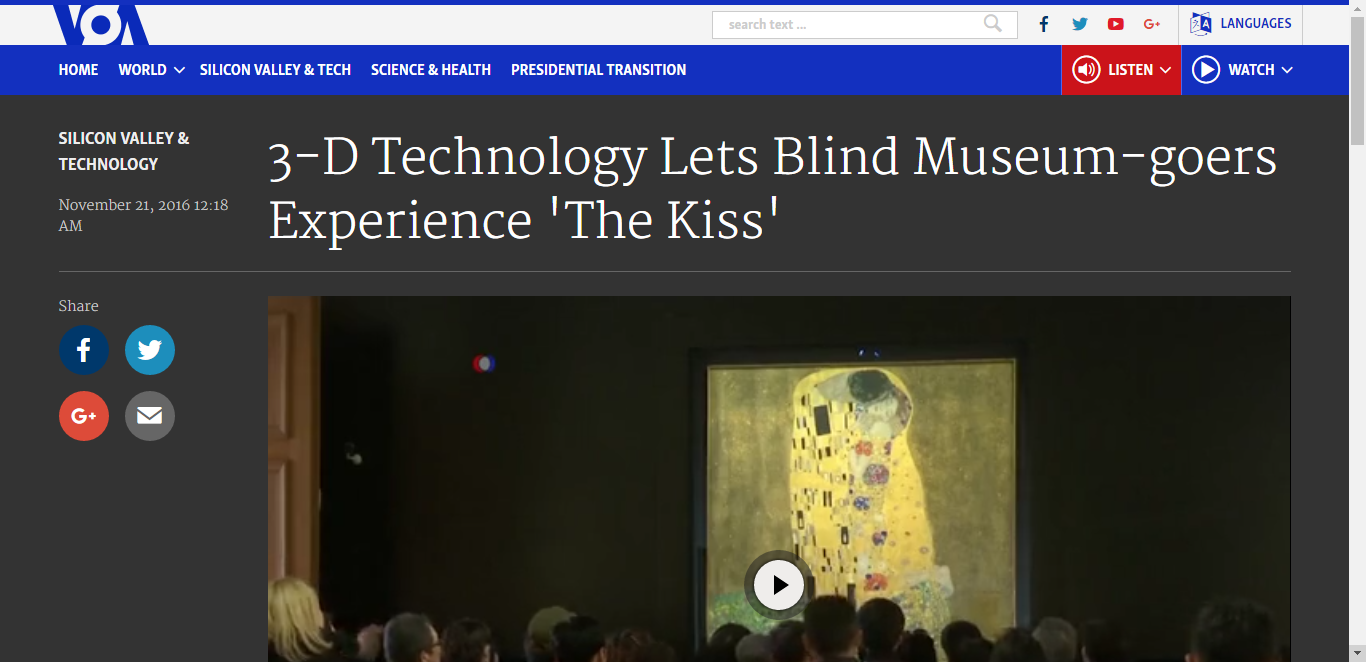 VOA
search text ...
G+
LANGUAGES
HOME
WORLD
SILICON VALLEY & TECH
SCIENCE & HEALTH
PRESIDENTIAL TRANSITION
LISTEN
WATCH
SILICON VALLEY &
TECHNOLOGY
November 21, 2016 12:18
AM
3-D Technology Lets Blind Museum-goers
Experience 'The Kiss'
Share
G+